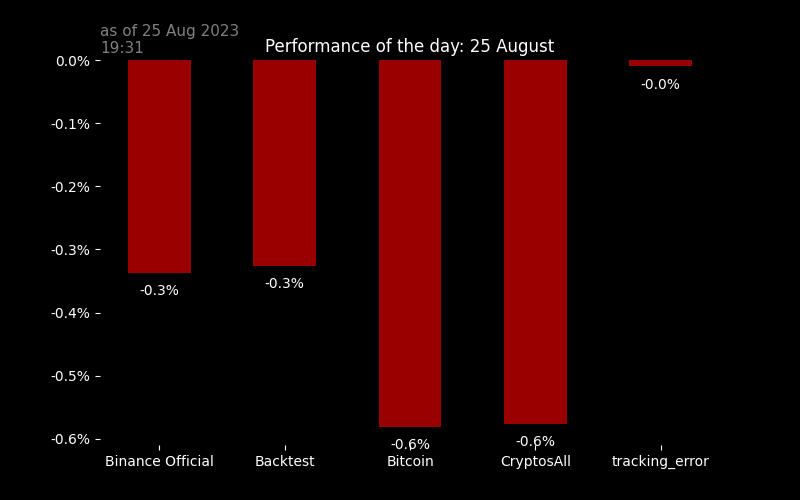 as of 25 Aug 2023
19:31
Performance of the day: 25 August
0.0%
-0.1%
-0.2%
-0.3%
-0.4%
-0.5%
-0.6%
-0.3%
-0.3%
-0.6%
-0.6%
-0.0%
Binance Official
Backtest
Bitcoin
CryptosAll
tracking_error